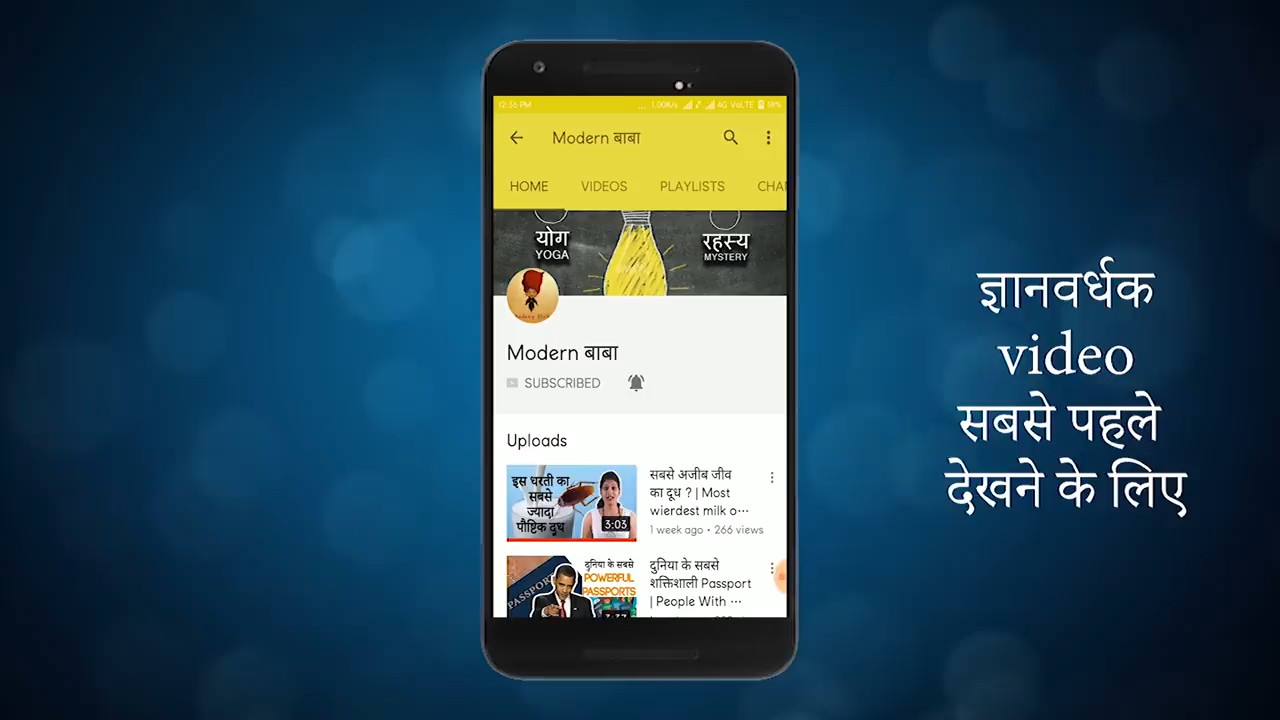 12:36 PM
... 1.00K/s 4G VoLTE 59%
Modern बाबा
HOME VIDEOS PLAYLISTS CHA
योग
YOGA
रहस्य
MYSTERY
Modern बाबा
SUBSCRIBED
Uploads
इस धरती का
सबसे
ज्यादा
पौष्टिक दूध
3:03
सबसे अजीब जीव
का दूध ? | Most
wierdest milk o...
1 week ago • 266 views
PASSPORT
दुनिया के सबसे
POWERFUL
PASSPORTS
दुनिया के सबसे
शक्तिशाली Passport
| People With ...
ज्ञानवर्धक
video
सबसे पहले
देखने के लिए